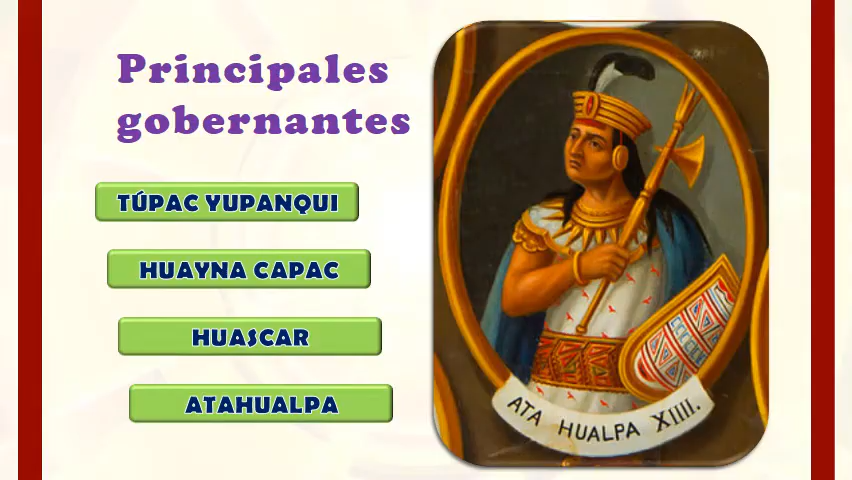 Principales
gobernantes
TÚPAC YUPANQUI
HUAYNA CAPAC
HUASCAR
ATAHUALPA
ATA HUALPA XIIII.